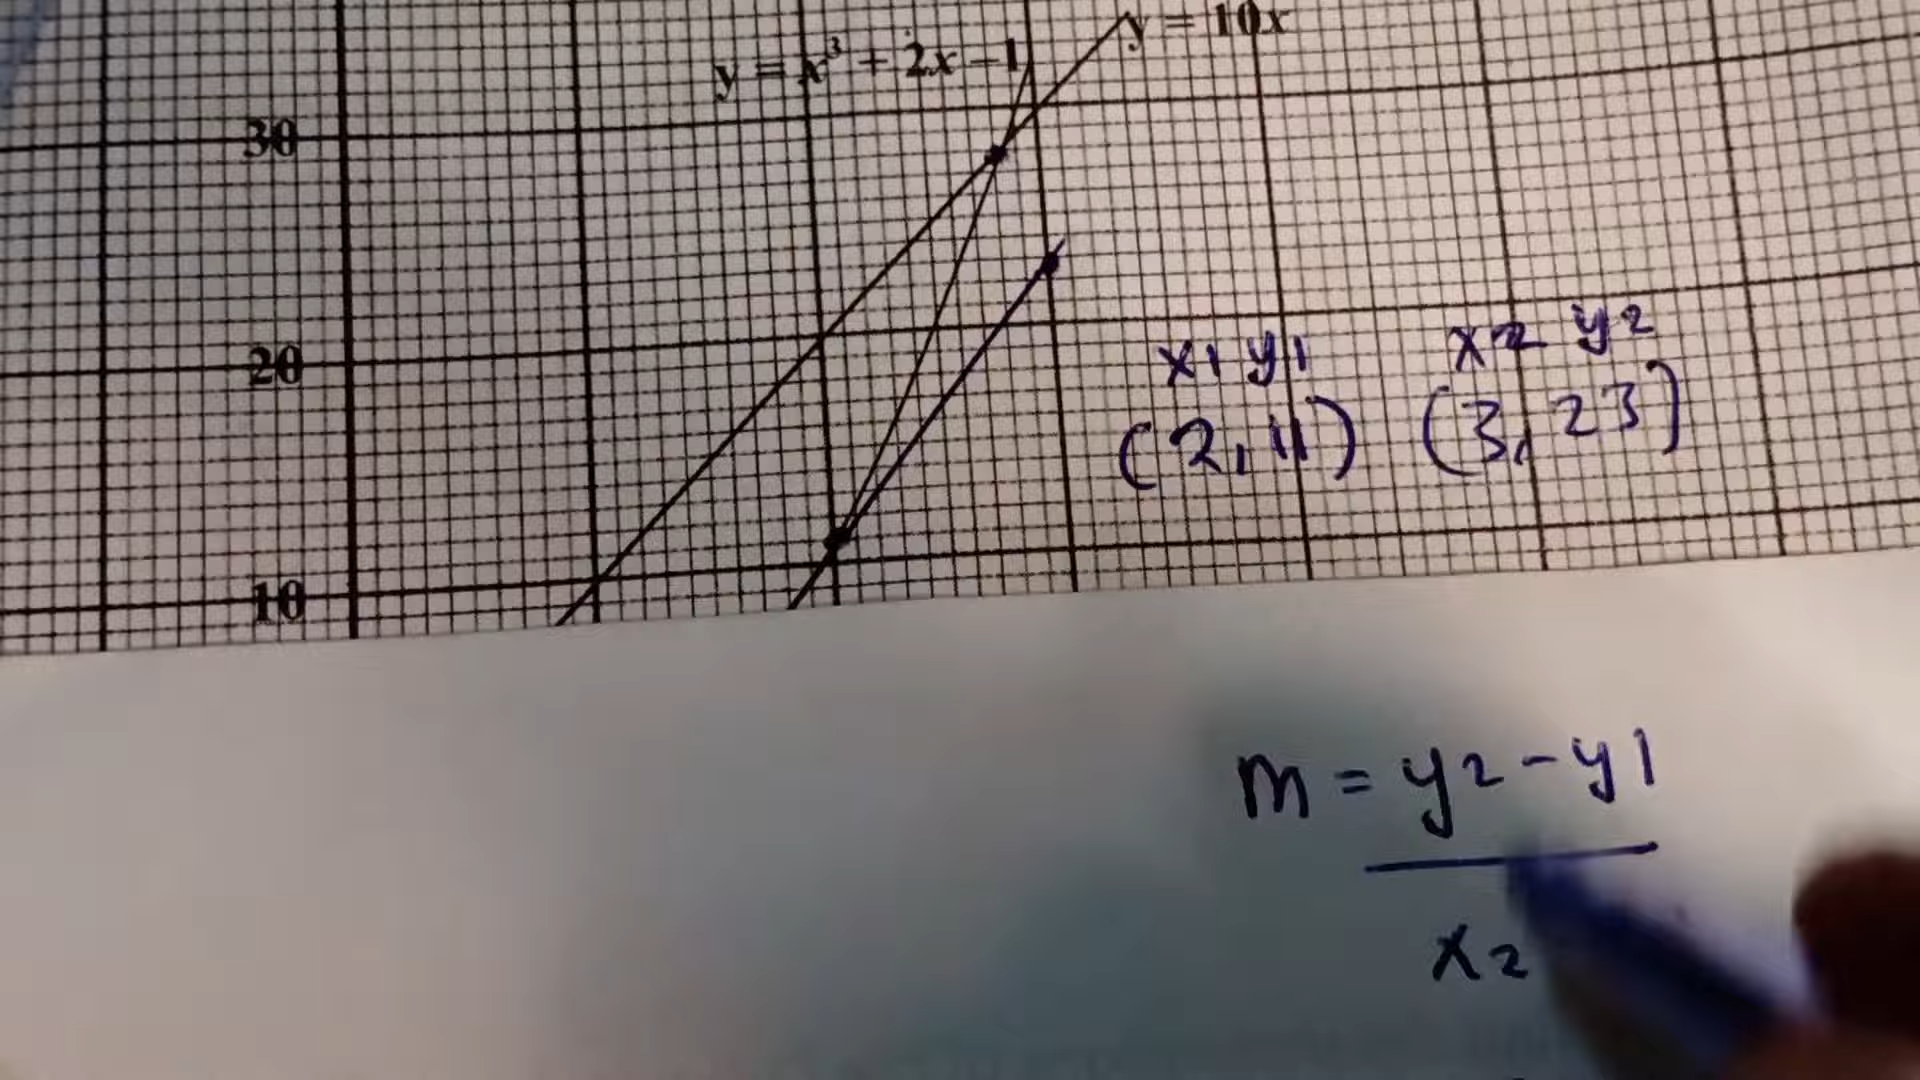 y = 10x
y = x³ + 2x – 1
30
20
x1 y1 x2 y2
(2, 11) (3, 23)
10
m = y2 - y1
x2